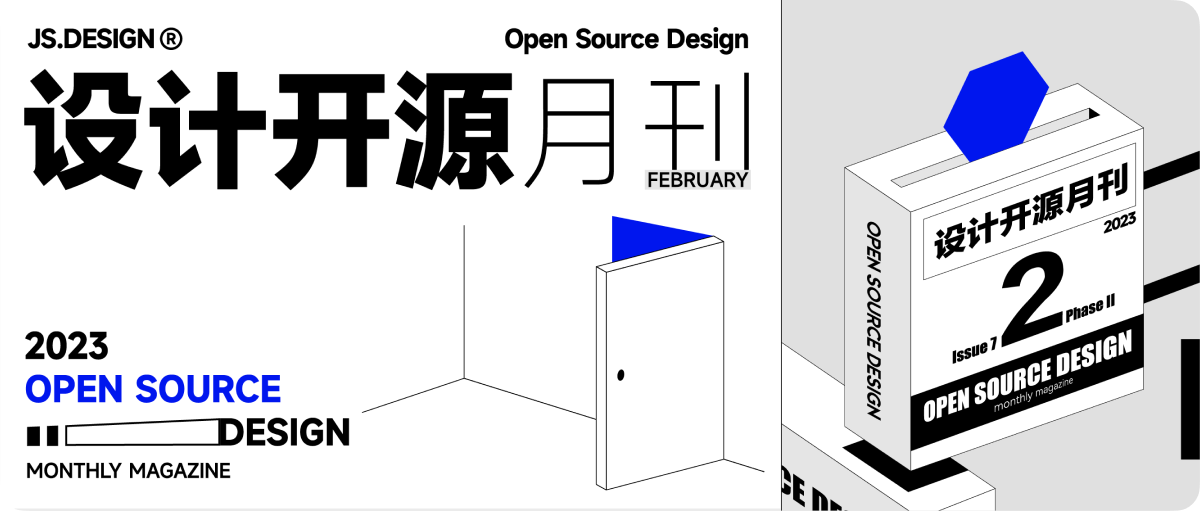 JS.DESIGN®
Open Source Design
设计开源月刊
FEBRUARY
2023
OPEN SOURCE
DESIGN
MONTHLY MAGAZINE
OPEN SOURCE DESIGN
设计开源月刊
2023
2
Issue 7
Phase II
OPEN SOURCE DESIGN
monthly magazine